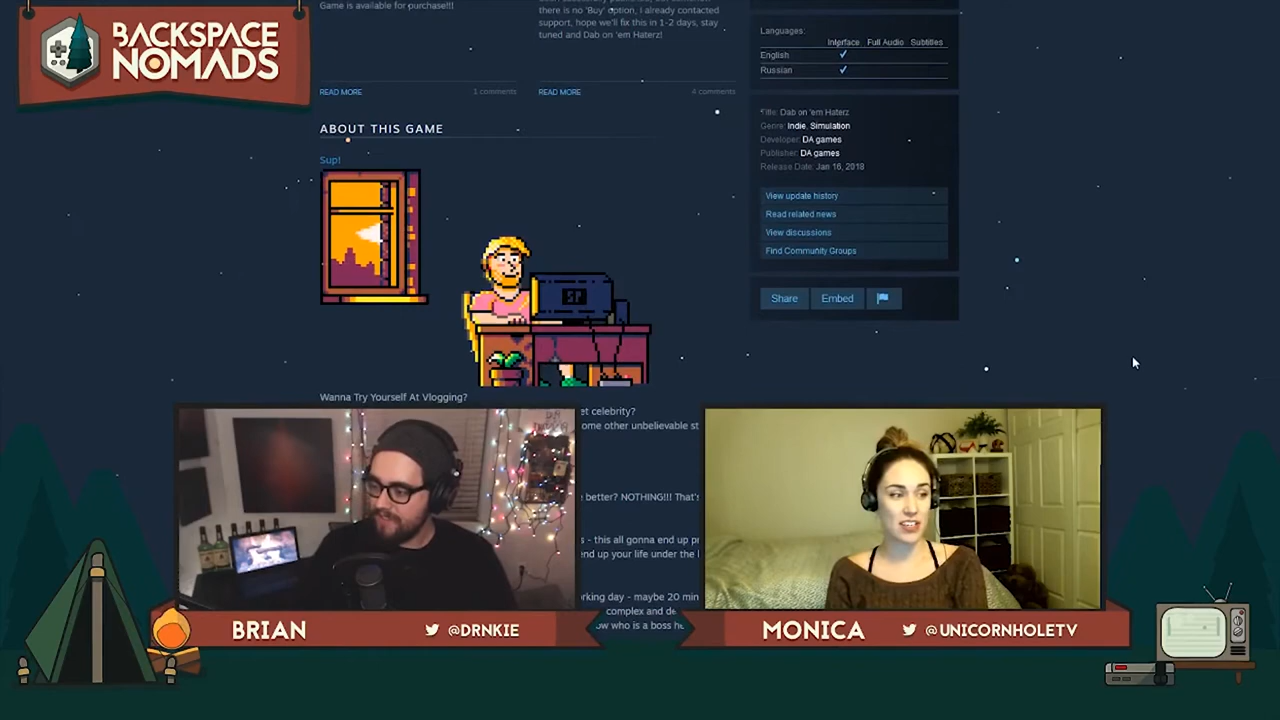 BACKSPACE
NOMADS
Game is available for purchase!!!
there is no 'Buy' option, I already contacted
support, hope we'll fix this in 1-2 days, stay
tuned and Dab on 'em Haterz!
READ MORE
1 comments
READ MORE
4 comments
Languages:
Interface Full Audio Subtitles
English ✓
Russian ✓
ABOUT THIS GAME
Sup!
Title: Dab on 'em Haterz
Genre: Indie, Simulation
Developer: DA games
Publisher: DA games
Release Date: Jan 16, 2018
View update history
Read related news
View discussions
Find Community Groups
Share Embed
SP
Wanna Try Yourself At Vlogging?
et celebrity?
ome other unbelievable st
better? NOTHING!!! That's
s - this all gonna end up pr
end up your life under the
rking day - maybe 20 min
complex and de
ow who is a boss he
BRIAN
@DRNKIE
MONICA
@UNICORNHOLETV